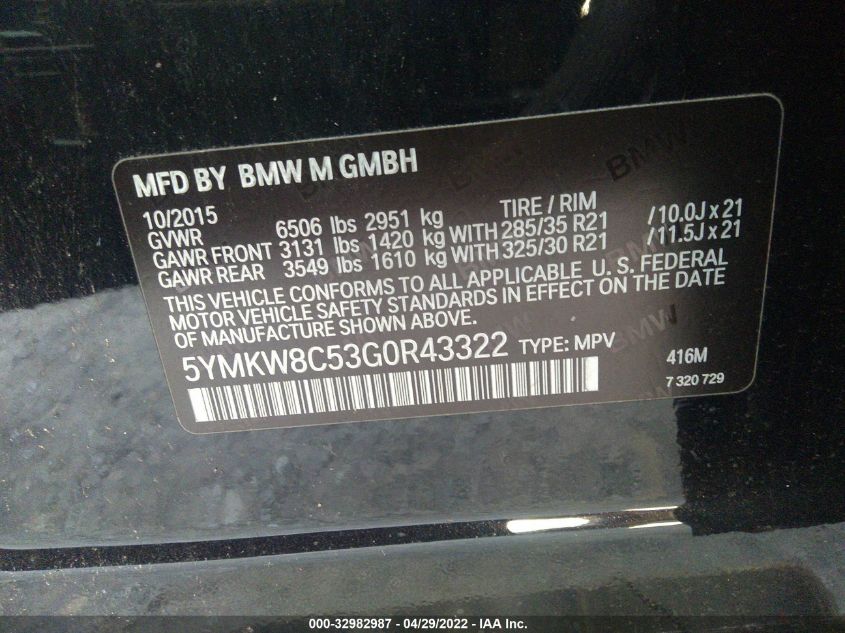 MFD BY BMW M GMBH
10/2015
GVWR 6506 lbs 2951 kg TIRE / RIM
GAWR FRONT 3131 lbs 1420 kg WITH 285/35 R21 /10.0J x 21
GAWR REAR 3549 lbs 1610 kg WITH 325/30 R21 /11.5J x 21
THIS VEHICLE CONFORMS TO ALL APPLICABLE U. S. FEDERAL
MOTOR VEHICLE SAFETY STANDARDS IN EFFECT ON THE DATE
OF MANUFACTURE SHOWN ABOVE.
5YMKW8C53G0R43322 TYPE: MPV 416M
7 320 729
000-32982987 - 04/29/2022 - IAA Inc.